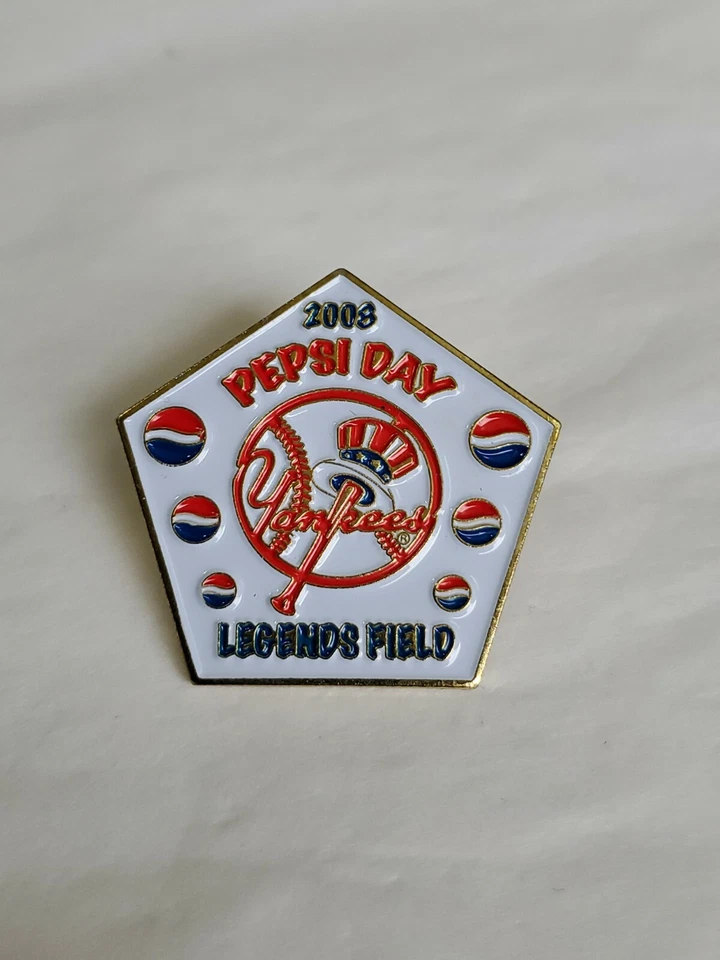 2008
PEPSI DAY
Yankees
®
LEGENDS FIELD